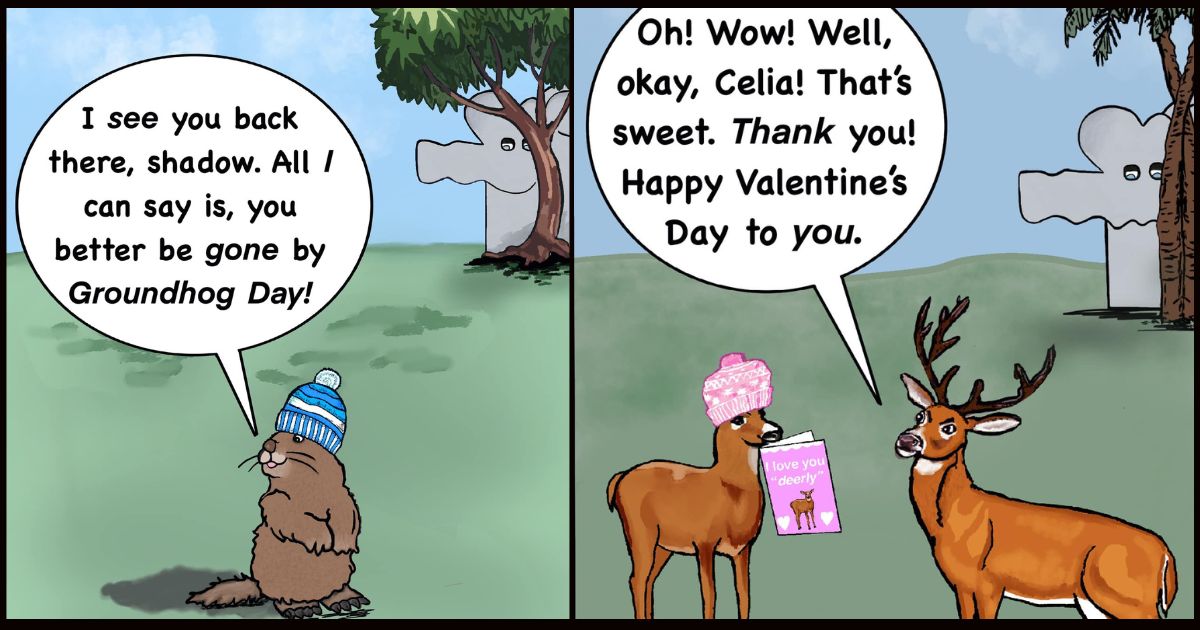 I see you back
there, shadow. All I
can say is, you
better be gone by
Groundhog Day!
Oh! Wow! Well,
okay, Celia! That's
sweet. Thank you!
Happy Valentine's
Day to you.
I love you
"deerly"